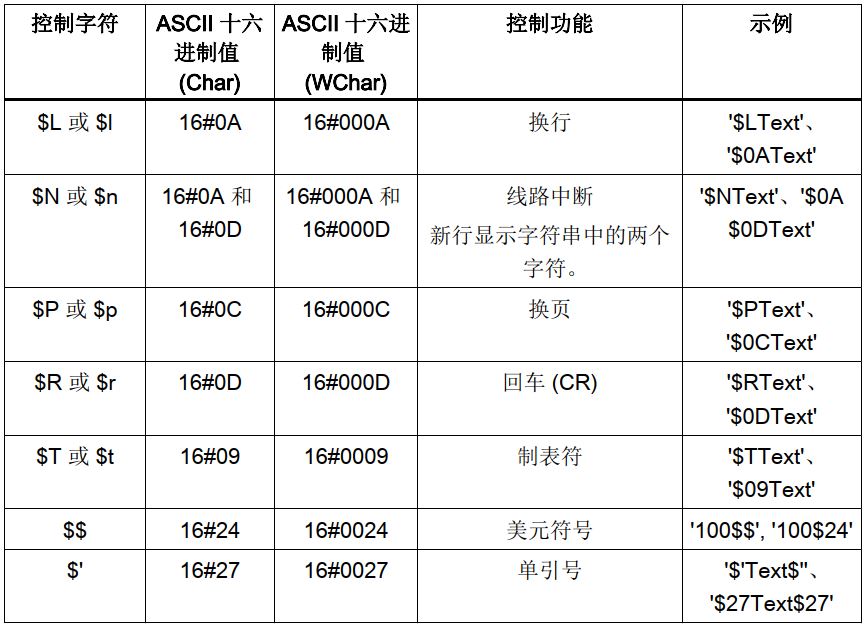 控制字符
ASCII 十六
进制值
(Char)
ASCII 十六进
制值
(WChar)
控制功能
示例
$L 或 $l
16#0A
16#000A
换行
'$LText'、
'$0AText'
$N 或 $n
16#0A 和
16#0D
16#000A 和
16#000D
线路中断
新行显示字符串中的两个
字符。
'$NText'、'$0A
$0DText'
$P 或 $p
16#0C
16#000C
换页
'$PText'、
'$0CText'
$R 或 $r
16#0D
16#000D
回车 (CR)
'$RText'、
'$0DText'
$T 或 $t
16#09
16#0009
制表符
'$TText'、
'$09Text'
$$
16#24
16#0024
美元符号
'100$$', '100$24'
$'
16#27
16#0027
单引号
'$'Text$''、
'$27Text$27'